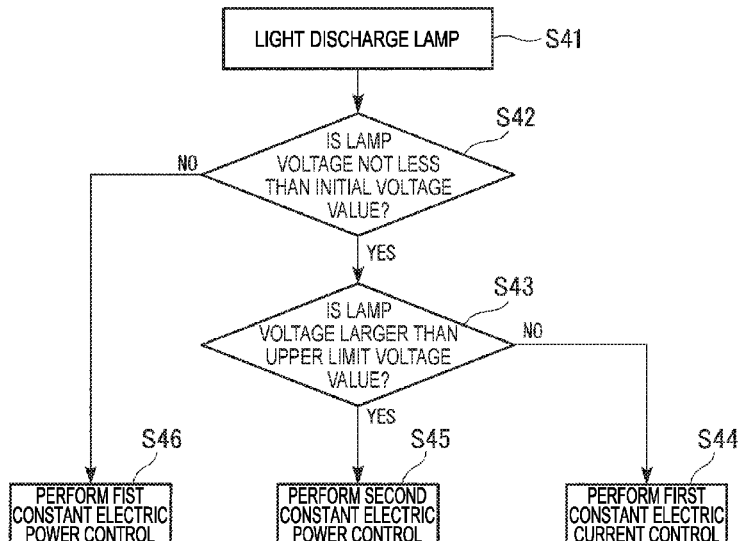 LIGHT DISCHARGE LAMP
S41
S42
IS LAMP
VOLTAGE NOT LESS
THAN INITIAL VOLTAGE
VALUE?
NO
YES
S43
IS LAMP
VOLTAGE LARGER THAN
UPPER LIMIT VOLTAGE
VALUE?
NO
YES
S46
S45
S44
PERFORM FIST
CONSTANT ELECTRIC
POWER CONTROL
PERFORM SECOND
CONSTANT ELECTRIC
POWER CONTROL
PERFORM FIRST
CONSTANT ELECTRIC
CURRENT CONTROL